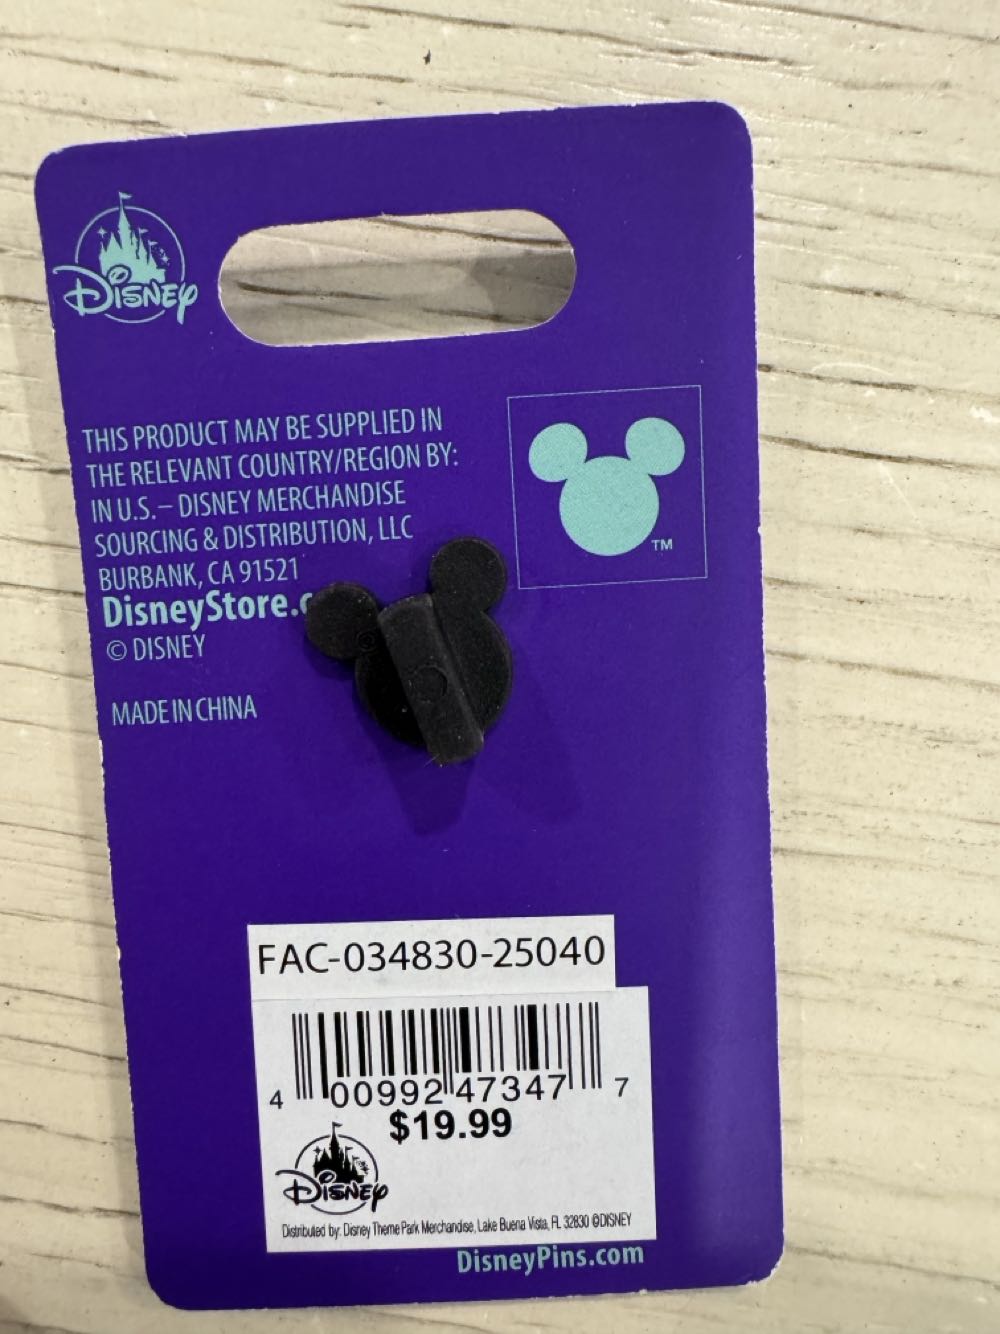 Disney
THIS PRODUCT MAY BE SUPPLIED IN
THE RELEVANT COUNTRY/REGION BY:
IN U.S.– DISNEY MERCHANDISE
SOURCING & DISTRIBUTION, LLC
BURBANK, CA 91521
DisneyStore.c
© DISNEY
MADE IN CHINA
TM
FAC-034830-25040
4 00992 47347 7
$19.99
Disney
Distributed by: Disney Theme Park Merchandise, Lake Buena Vista, FL 32830 ©DISNEY
DisneyPins.com